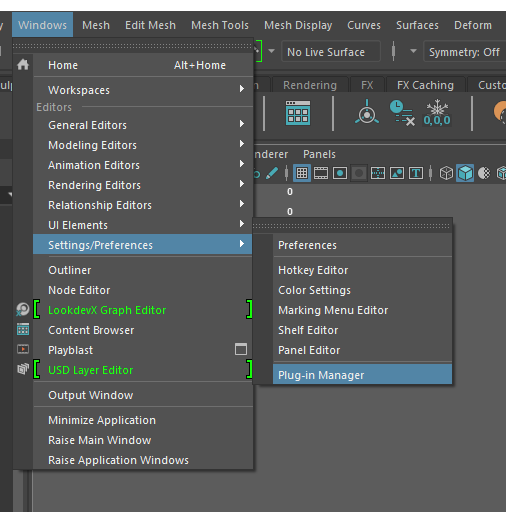 Windows Mesh Edit Mesh Mesh Tools Mesh Display Curves Surfaces Deform
No Live Surface Symmetry: Off
Home Alt+Home
Rendering FX FX Caching
Workspaces
Editors
General Editors
0,0,0
Modeling Editors
Panels
Animation Editors
Rendering Editors
0
Relationship Editors
0
UI Elements
Settings/Preferences
Preferences
Outliner
Hotkey Editor
Node Editor
Color Settings
LookdevX Graph Editor
Marking Menu Editor
Content Browser
Shelf Editor
Playblast
Panel Editor
USD Layer Editor
Plug-in Manager
Output Window
Minimize Application
Raise Main Window
Raise Application Windows